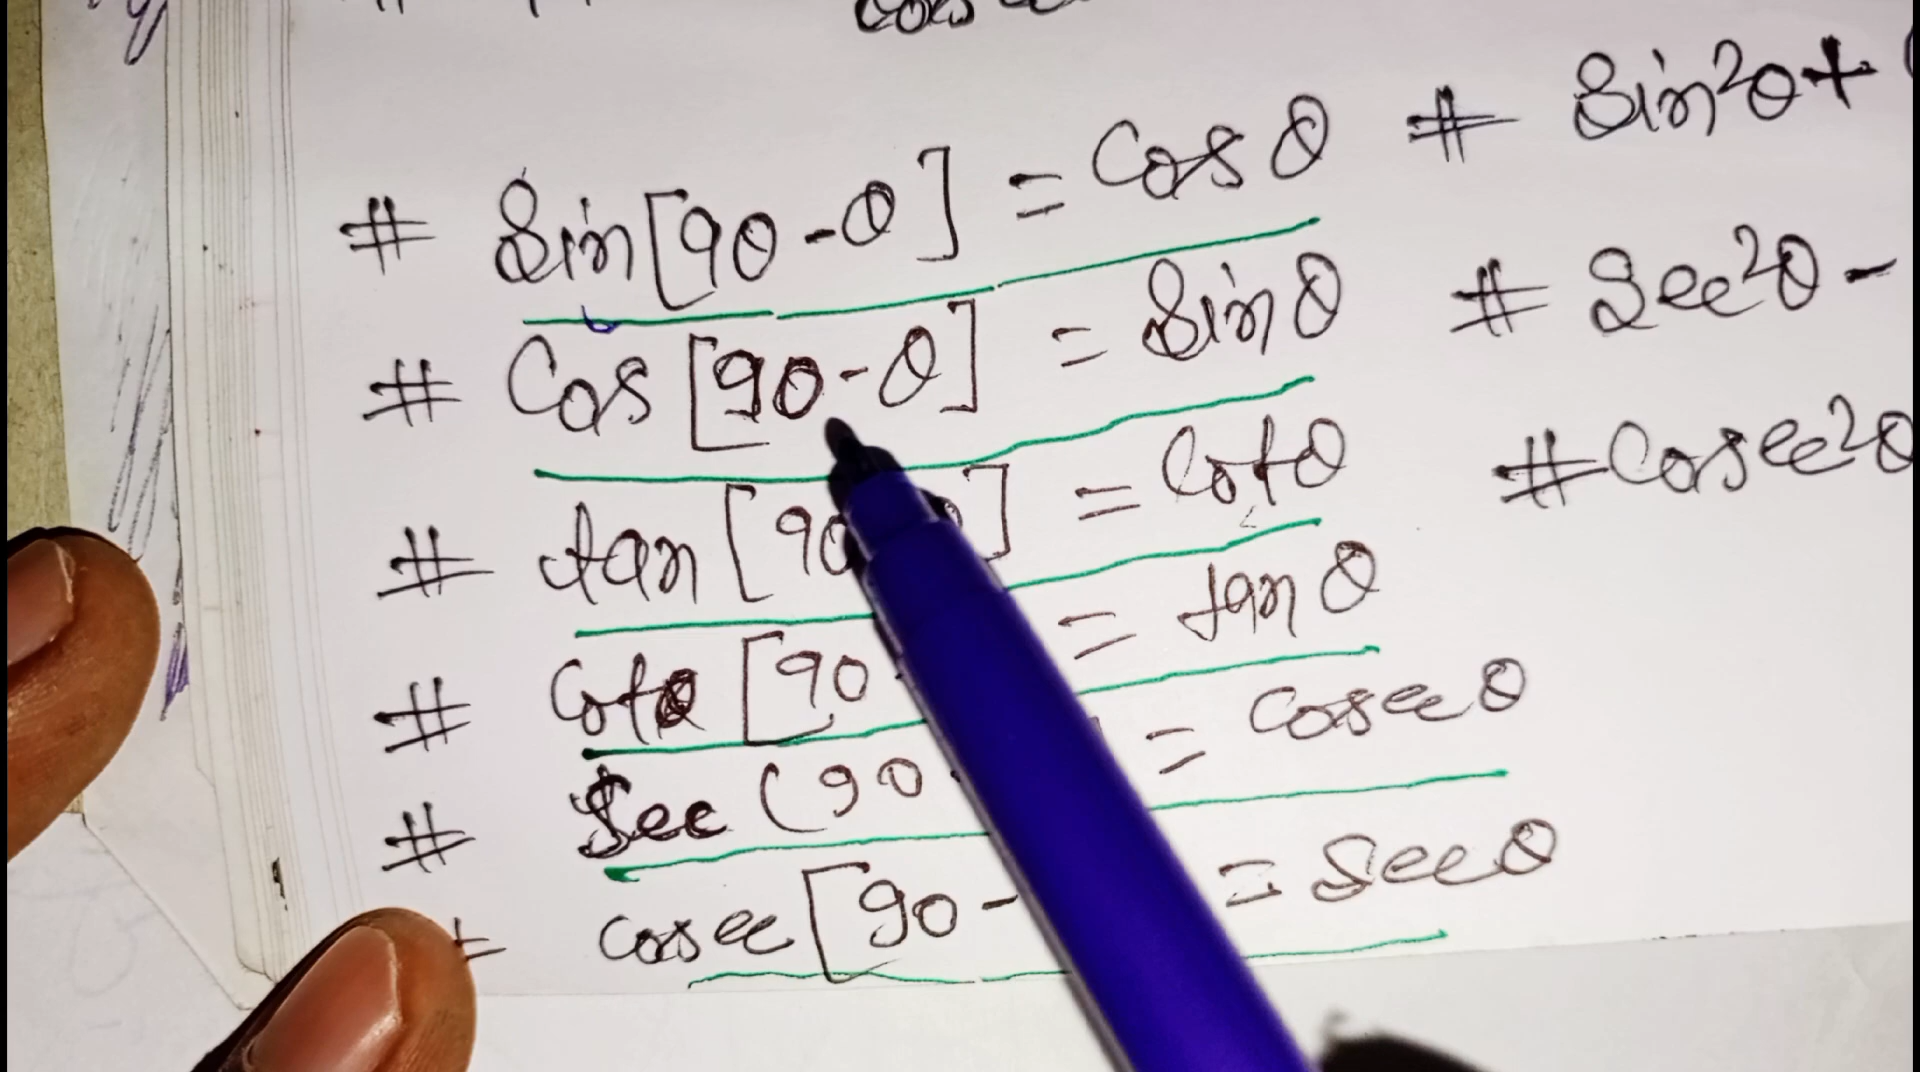 # Sin[90-θ] = Cosθ # Sin²θ+
# Cos[90-θ] = Sinθ # Sec²θ-
# tan[90 ] = Cotθ # Cosec²θ
# Cot [90 = tanθ
# Sec (90 = Cosecθ
Cosec[90- = Secθ